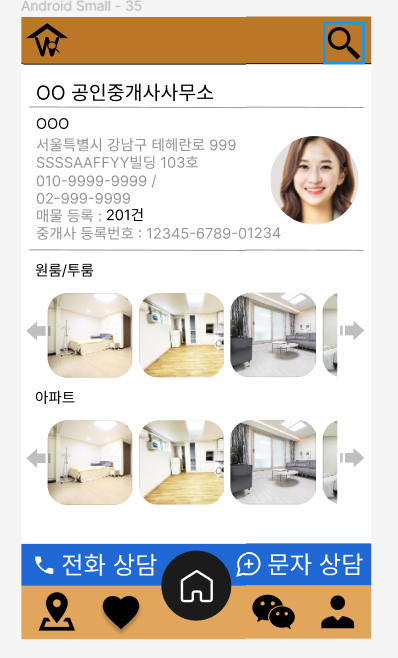 Android Small - 35
OO 공인중개사사무소
OOO
서울특별시 강남구 테헤란로 999
SSSSAAFFYY빌딩 103호
010-9999-9999 /
02-999-9999
매물 등록 : 201건
중개사 등록번호 : 12345-6789-01234
원룸/투룸
아파트
전화 상담
문자 상담